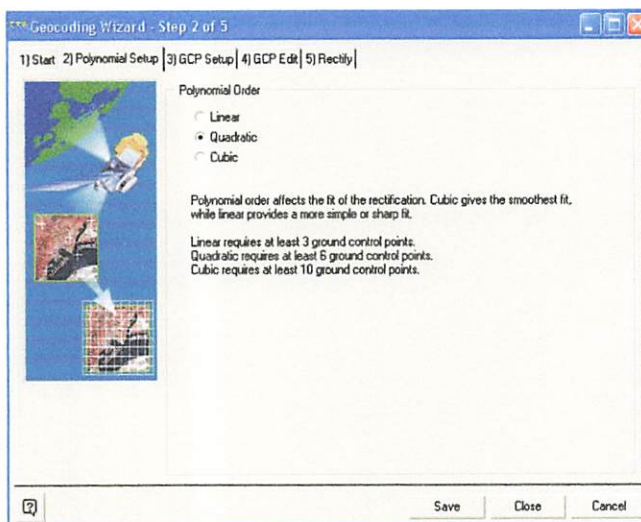 Geocoding Wizard - Step 2 of 5
1) Start 2) Polynomial Setup 3) GCP Setup 4) GCP Edit 5) Rectify
Polynomial Order
Linear
Quadratic
Cubic
Polynomial order affects the fit of the rectification. Cubic gives the smoothest fit,
while linear provides a more simple or sharp fit.
Linear requires at least 3 ground control points.
Quadratic requires at least 6 ground control points.
Cubic requires at least 10 ground control points.
Save Close Cancel